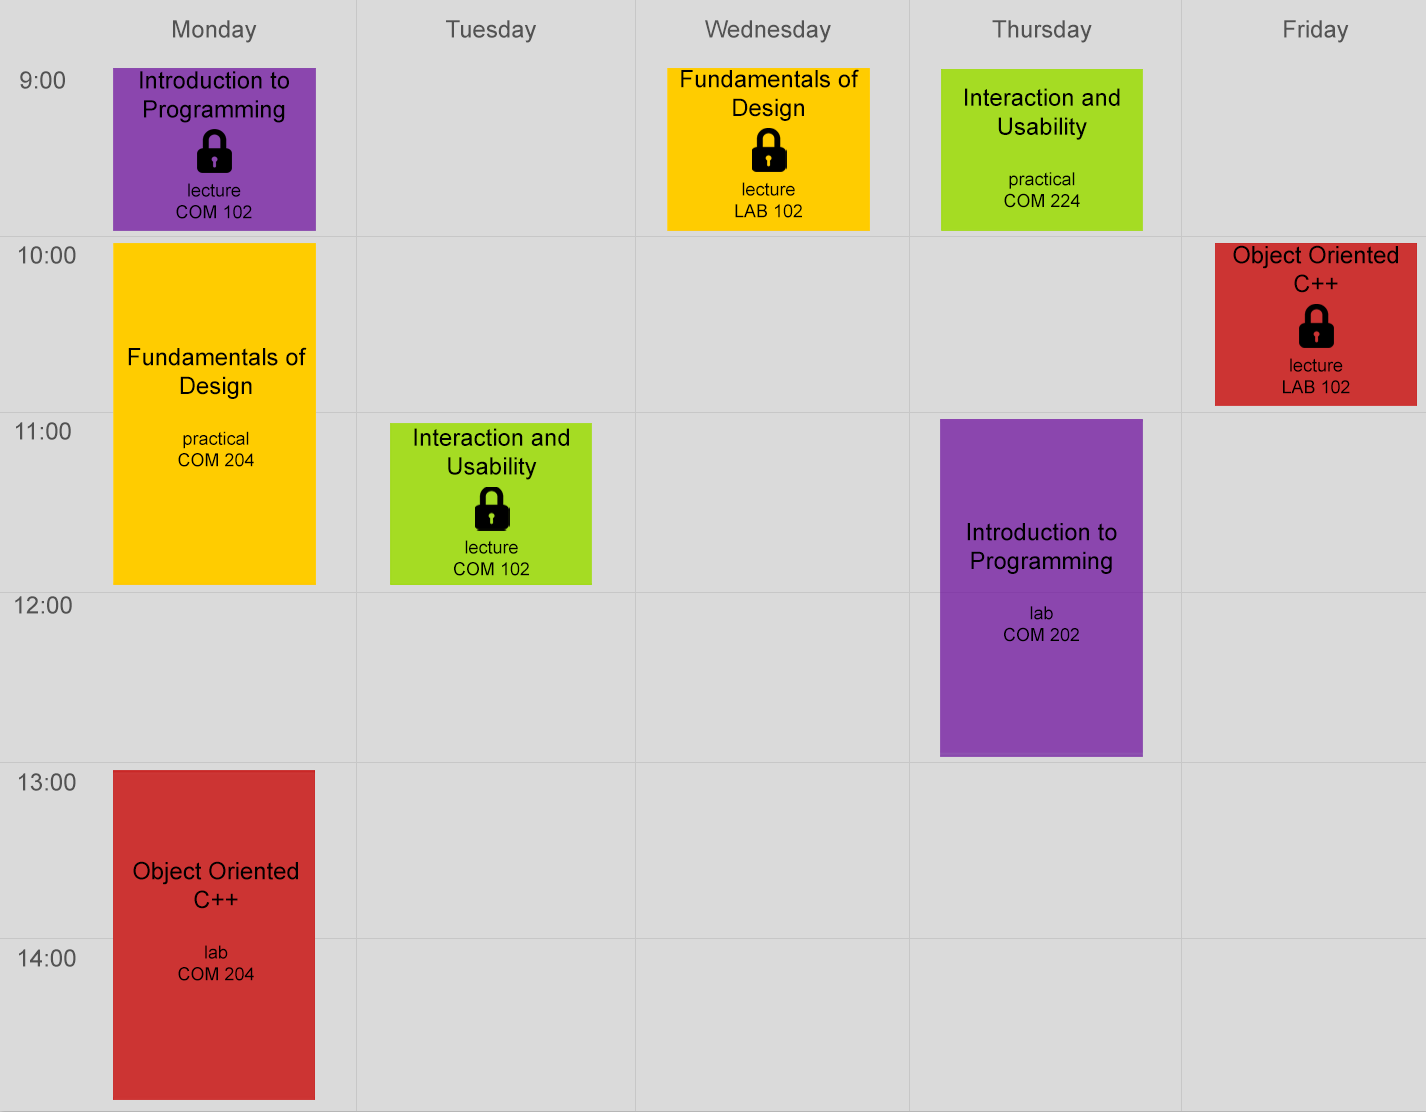 Monday
Tuesday
Wednesday
Thursday
Friday
9:00
Introduction to
Programming
lecture
COM 102
Fundamentals of
Design
lecture
LAB 102
Interaction and
Usability
practical
COM 224
10:00
Fundamentals of
Design
practical
COM 204
Object Oriented
C++
lecture
LAB 102
11:00
Interaction and
Usability
lecture
COM 102
Introduction to
Programming
lab
COM 202
12:00
13:00
Object Oriented
C++
lab
COM 204
14:00